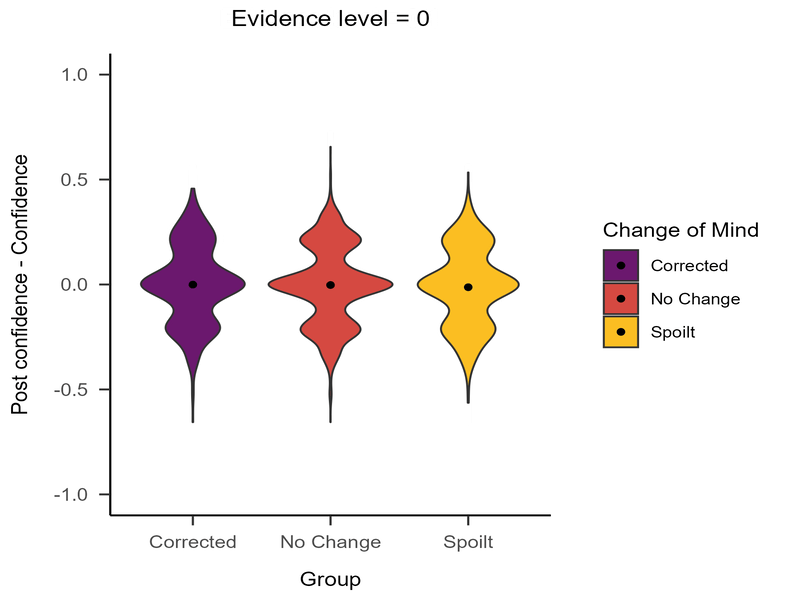 Evidence level = 0
Post confidence - Confidence
1.0
0.5
0.0
-0.5
-1.0
Corrected
No Change
Spoilt
Group
Change of Mind
Corrected
No Change
Spoilt